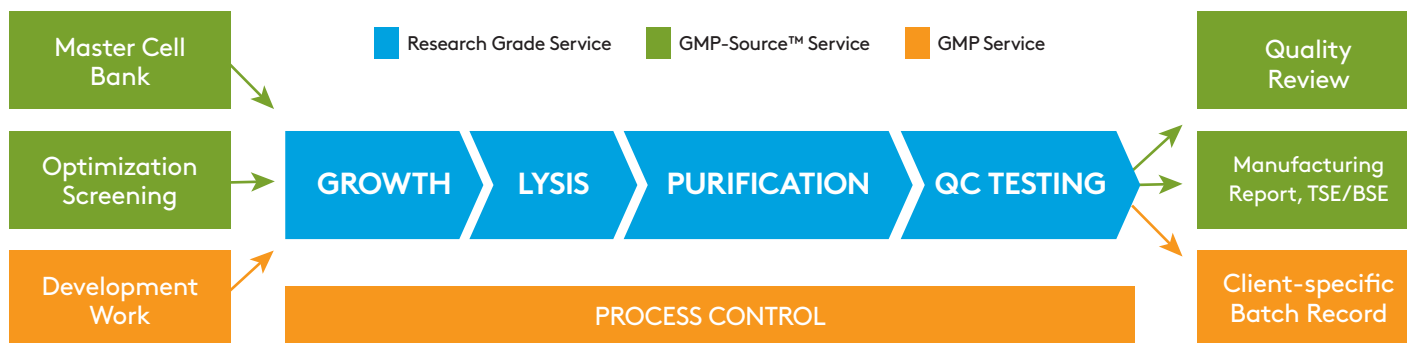 Research Grade Service
GMP-Source™ Service
GMP Service
Master Cell
Bank
Optimization
Screening
Development
Work
GROWTH
LYSIS
PURIFICATION
QC TESTING
PROCESS CONTROL
Quality
Review
Manufacturing
Report, TSE/BSE
Client-specific
Batch Record